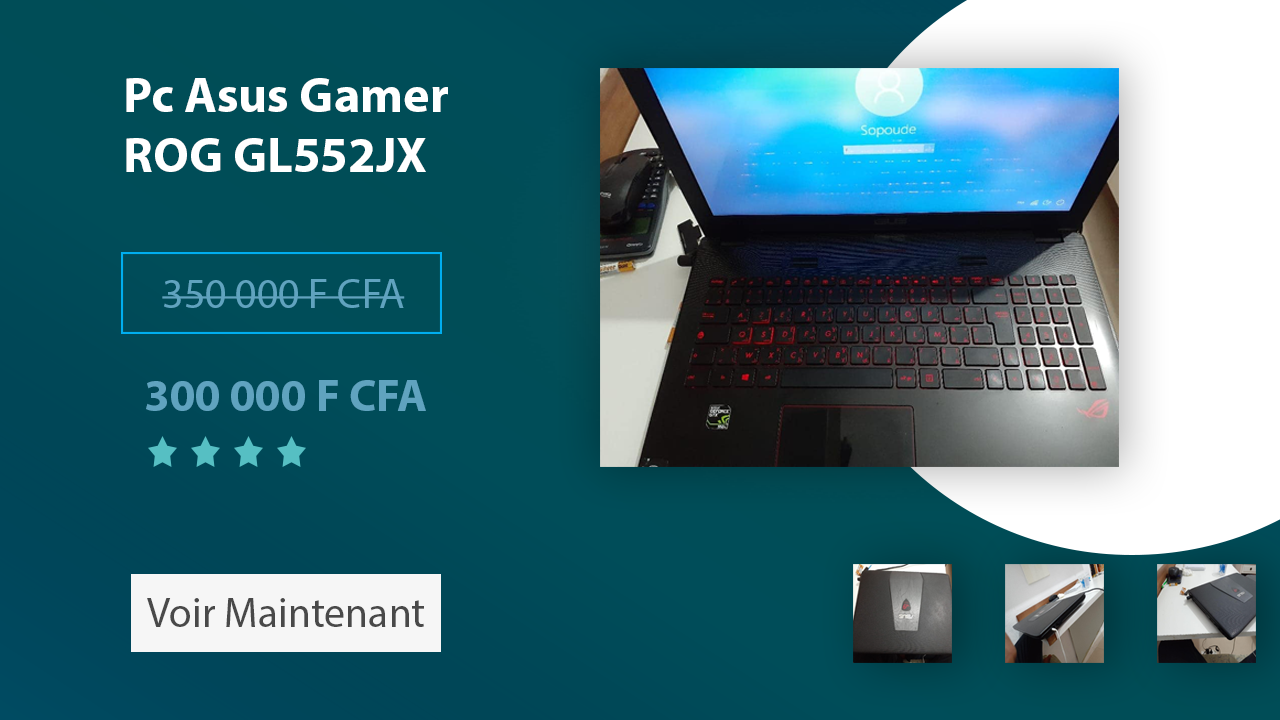 Pc Asus Gamer
ROG GL552JX
350 000 F CFA
300 000 F CFA
Voir Maintenant
Sopoude